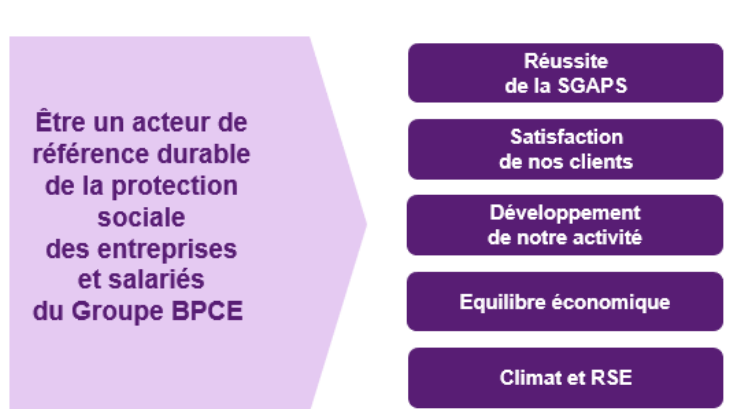 Être un acteur de
référence durable
de la protection
sociale
des entreprises
et salariés
du Groupe BPCE
Réussite
de la SGAPS
Satisfaction
de nos clients
Développement
de notre activité
Equilibre économique
Climat et RSE